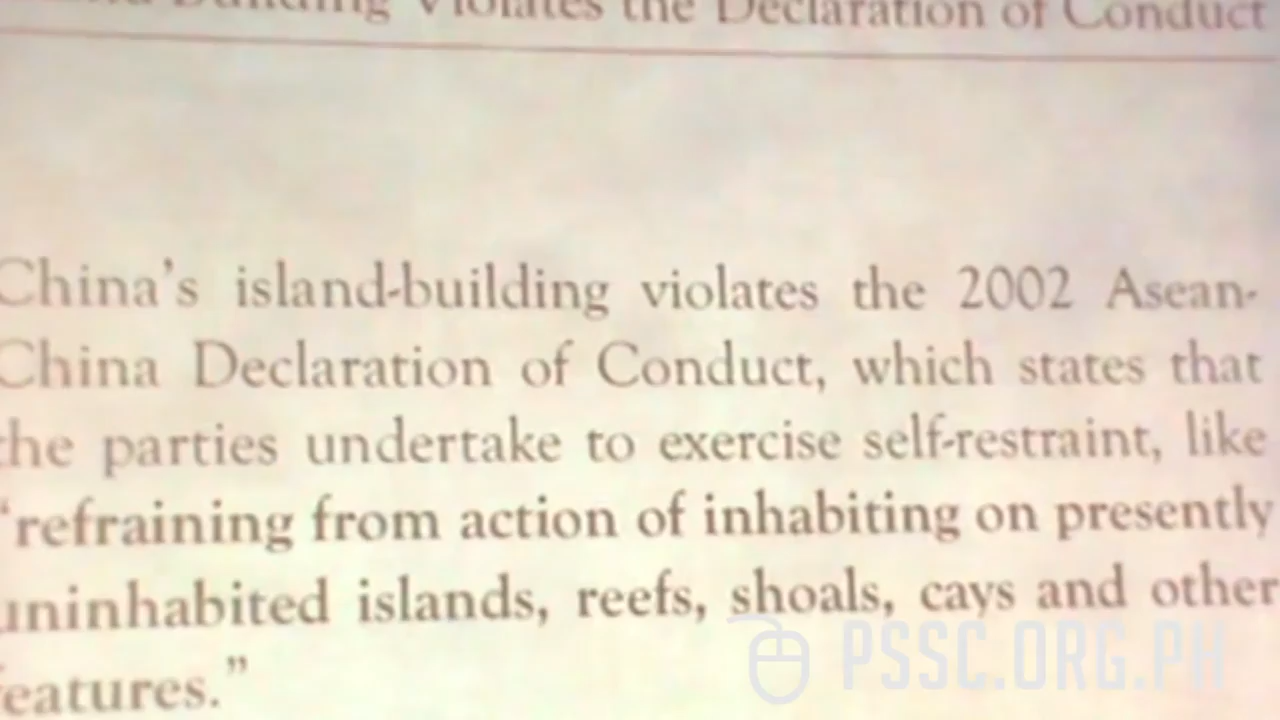 Building Violates the Declaration of Conduct
China's island-building violates the 2002 Asean-
China Declaration of Conduct, which states that
the parties undertake to exercise self-restraint, like
"refraining from action of inhabiting on presently
uninhabited islands, reefs, shoals, cays and other
features."
PSSC.ORG.PH